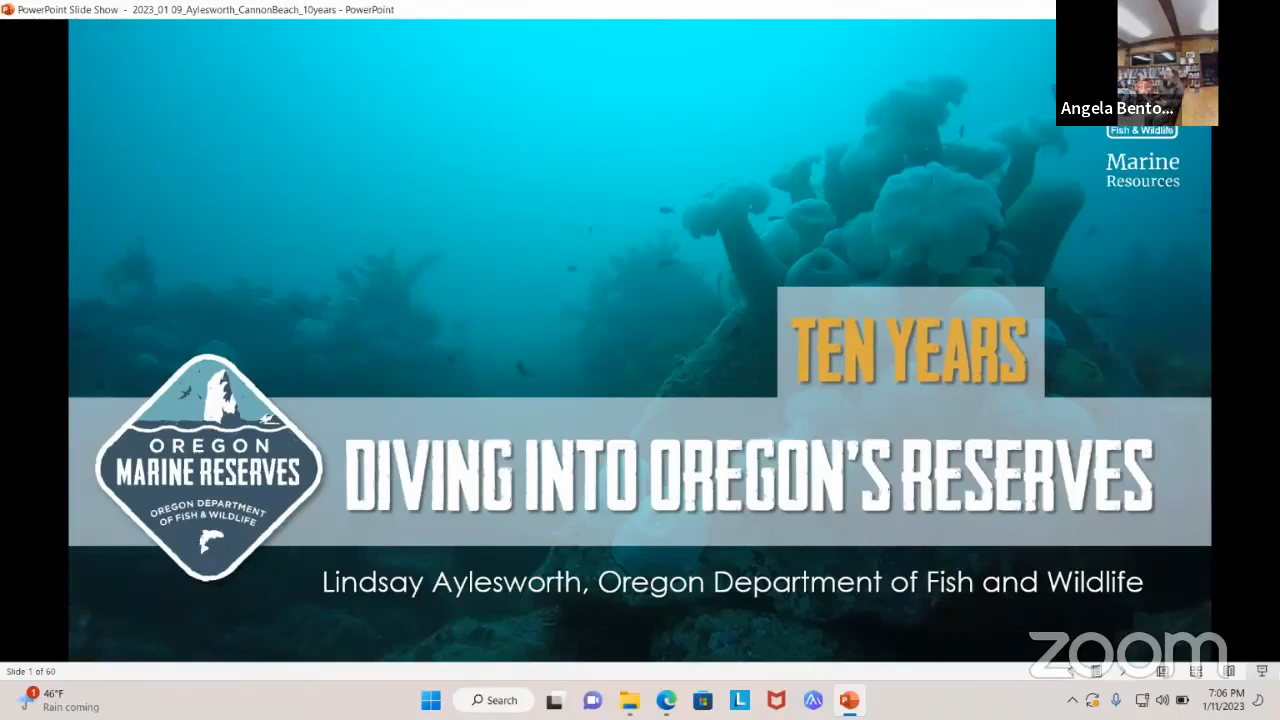 PowerPoint Slide Show - 2023_01 09_Aylesworth_CannonBeach_10years - PowerPoint
Angela Bento...
Fish & Wildlife
Marine
Resources
TEN YEARS
DIVING INTO OREGON'S RESERVES
OREGON
MARINE RESERVES
OREGON DEPARTMENT
OF FISH & WILDLIFE
Lindsay Aylesworth, Oregon Department of Fish and Wildlife
zoom
Slide 1 of 60
1
46°F
Rain coming
Search
L
7:06 PM
1/11/2023